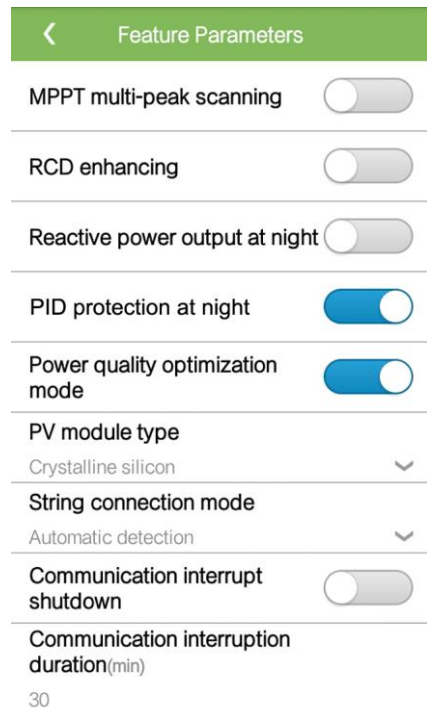 Feature Parameters
MPPT multi-peak scanning
RCD enhancing
Reactive power output at night
PID protection at night
Power quality optimization
mode
PV module type
Crystalline silicon
String connection mode
Automatic detection
Communication interrupt
shutdown
Communication interruption
duration(min)
30